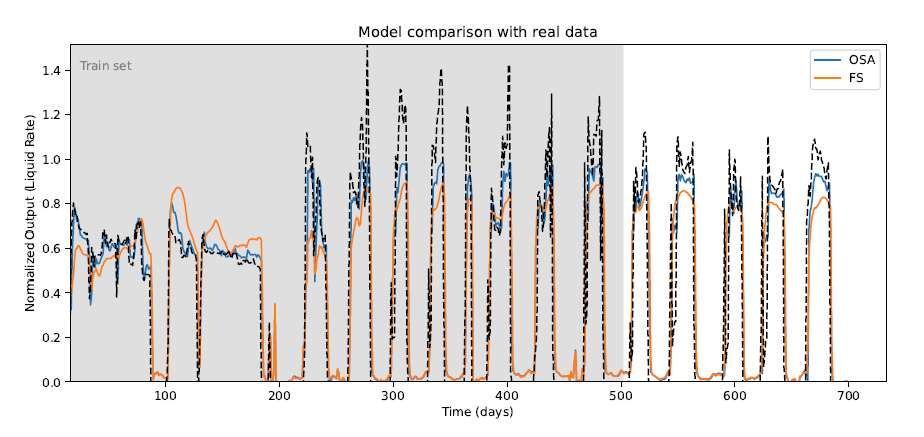 Model comparison with real data
Train set
OSA
FS
Normalized Output (Liquid Rate)
1.4
1.2
1.0
0.8
0.6
0.4
0.2
0.0
100
200
300
400
500
600
700
Time (days)